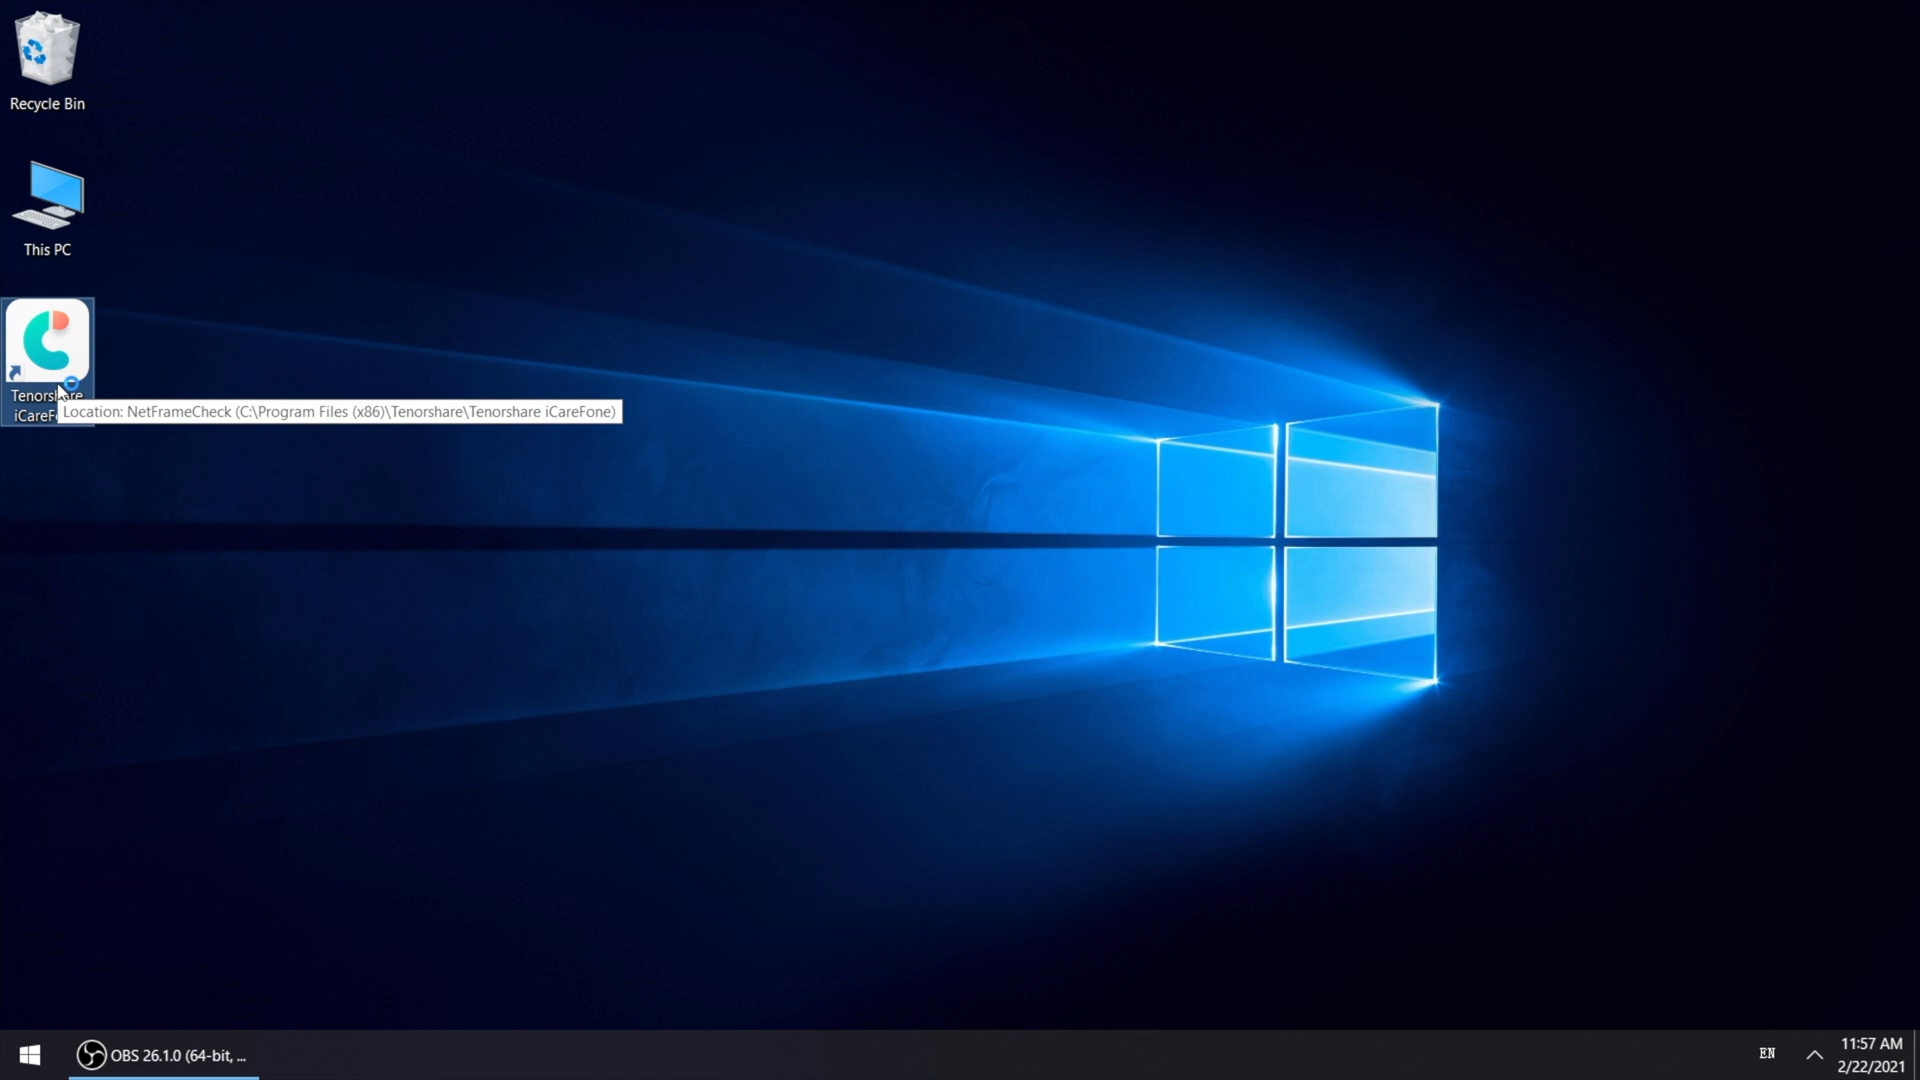 Recycle Bin
This PC
Tenorshare
Location: NetFrameCheck (C:\Program Files (x86)\Tenorshare\Tenorshare iCareFone)
iCareF
OBS 26.1.0 (64-bit, ...
EN
11:57 AM
2/22/2021